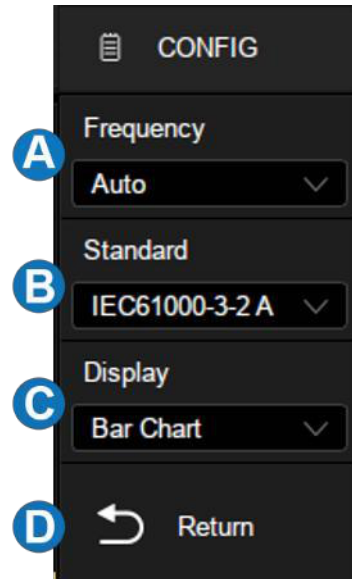 CONFIG
A
Frequency
Auto
B
Standard
IEC61000-3-2 A
C
Display
Bar Chart
D
Return